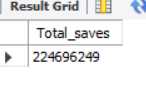 Result Grid
Total_saves
224696249